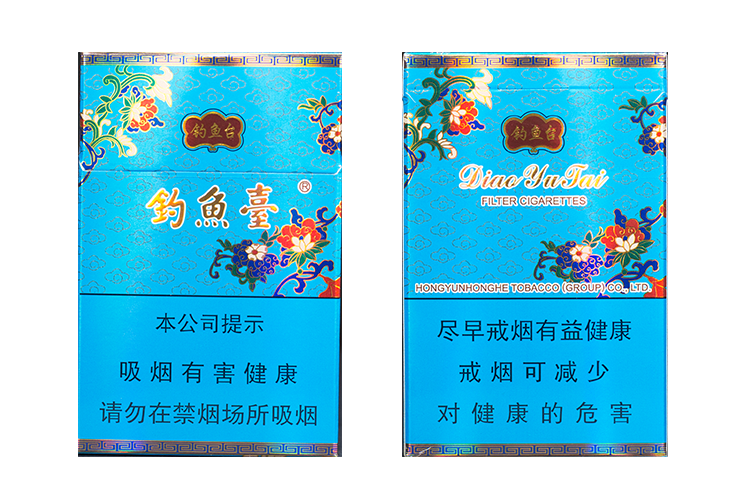 钓鱼台
釣魚臺®
本公司提示
吸烟有害健康
请勿在禁烟场所吸烟
钓鱼台
Diao Yu Tai
FILTER CIGARETTES
HONGYUNHONGHE TOBACCO (GROUP) CO., LTD.
尽早戒烟有益健康
戒烟可减少
对健康的危害